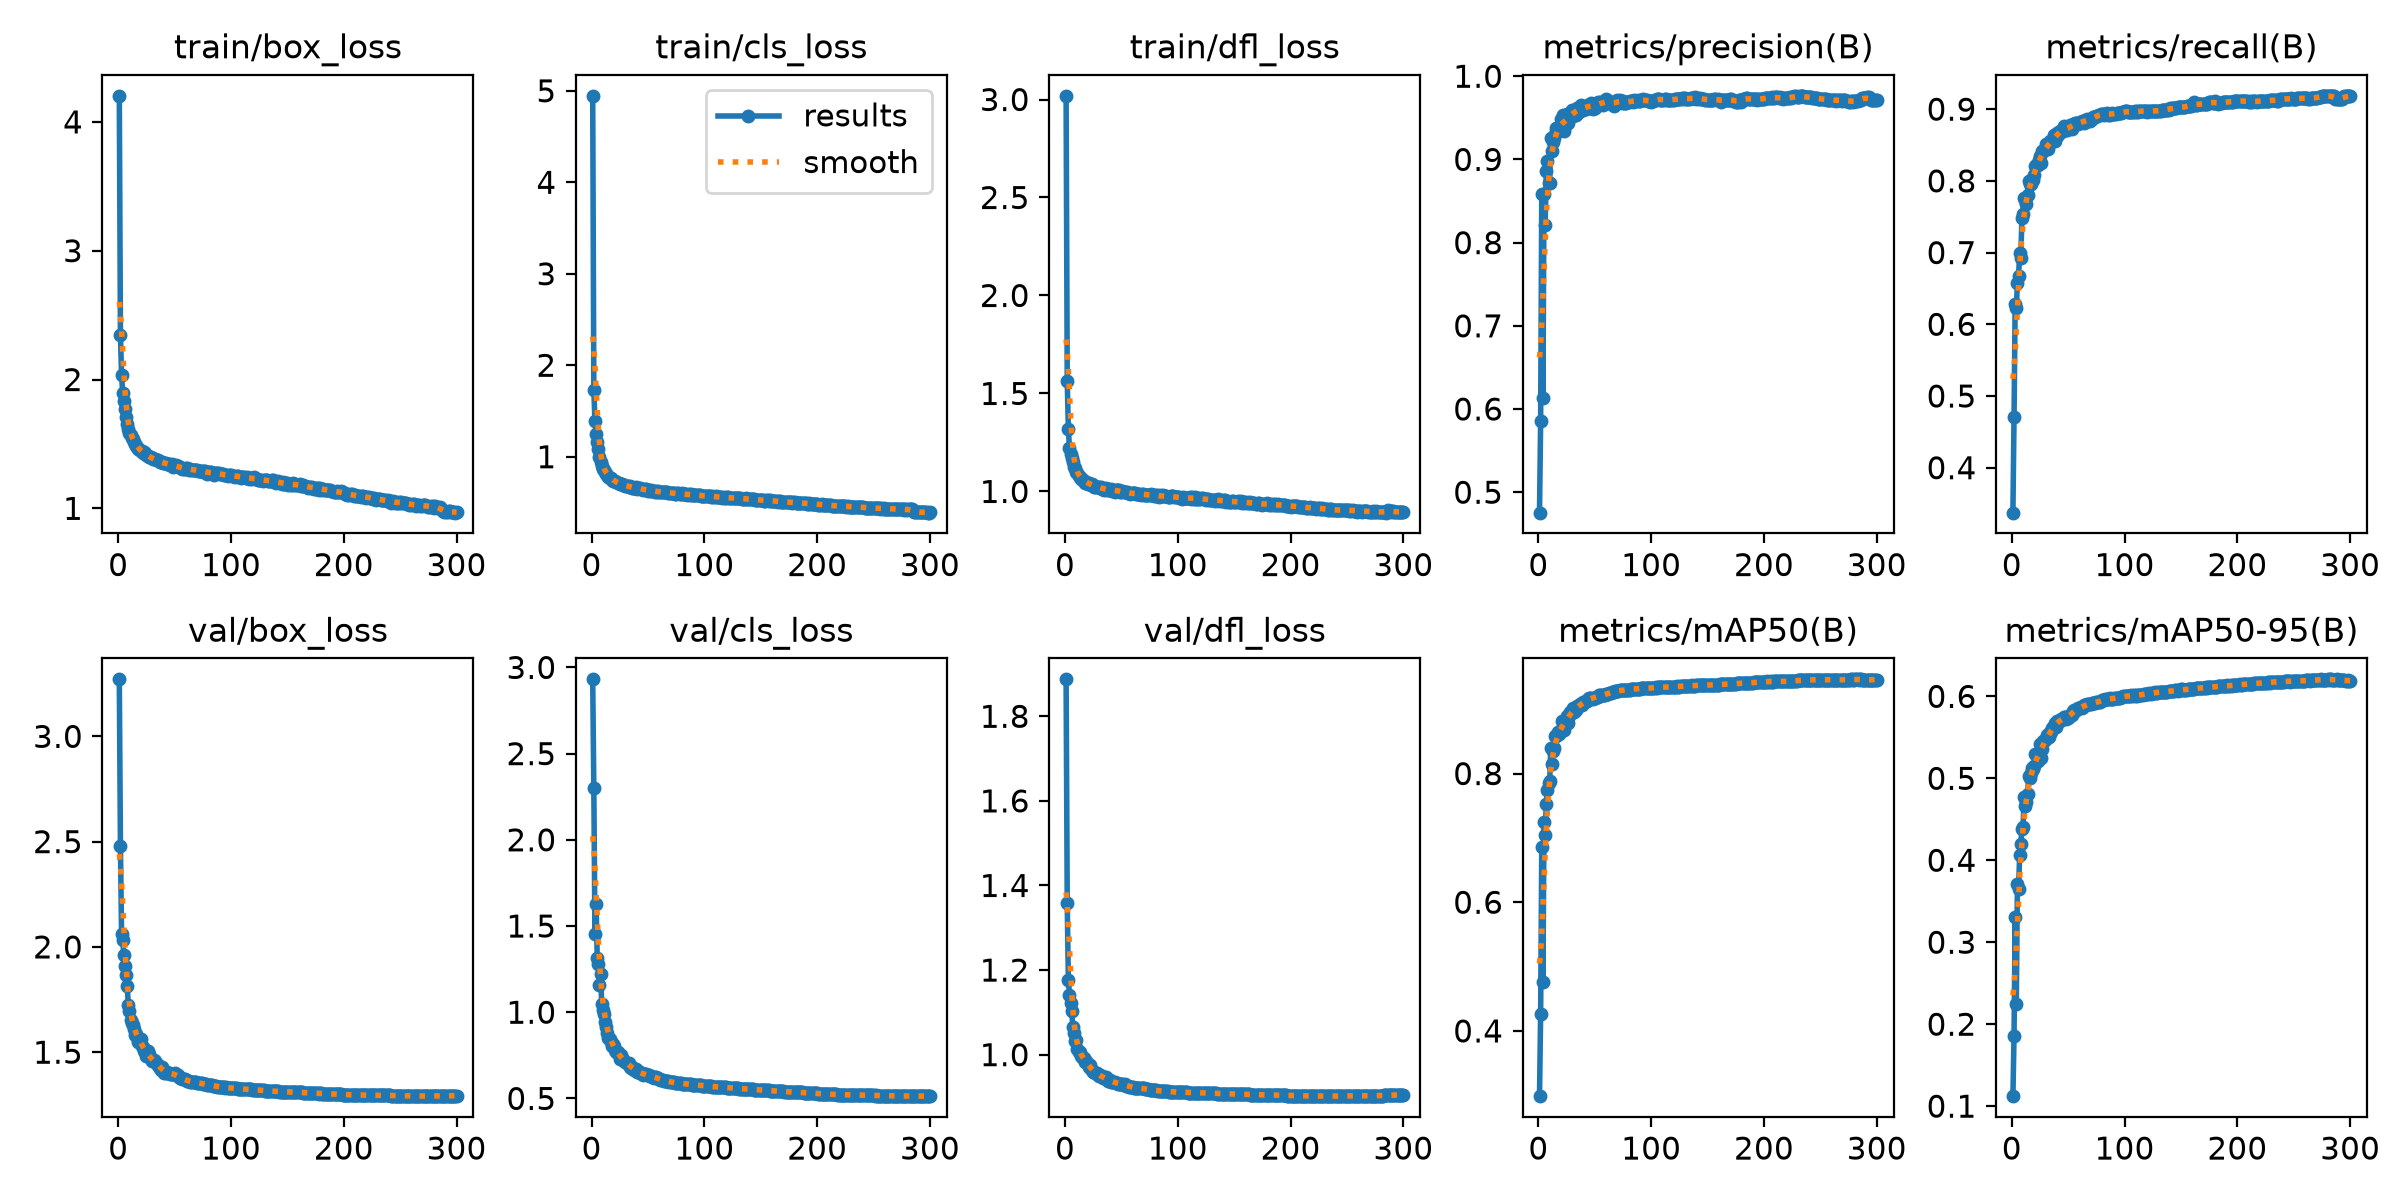 train/box_loss
4
3
2
1
0 100 200 300
train/cls_loss
results
smooth
5
4
3
2
1
0 100 200 300
train/dfl_loss
3.0
2.5
2.0
1.5
1.0
0 100 200 300
metrics/precision(B)
1.0
0.9
0.8
0.7
0.6
0.5
0 100 200 300
metrics/recall(B)
0.9
0.8
0.7
0.6
0.5
0.4
0 100 200 300
val/box_loss
3.0
2.5
2.0
1.5
0 100 200 300
val/cls_loss
3.0
2.5
2.0
1.5
1.0
0.5
0 100 200 300
val/dfl_loss
1.8
1.6
1.4
1.2
1.0
0 100 200 300
metrics/mAP50(B)
0.8
0.6
0.4
0 100 200 300
metrics/mAP50-95(B)
0.6
0.5
0.4
0.3
0.2
0.1
0 100 200 300